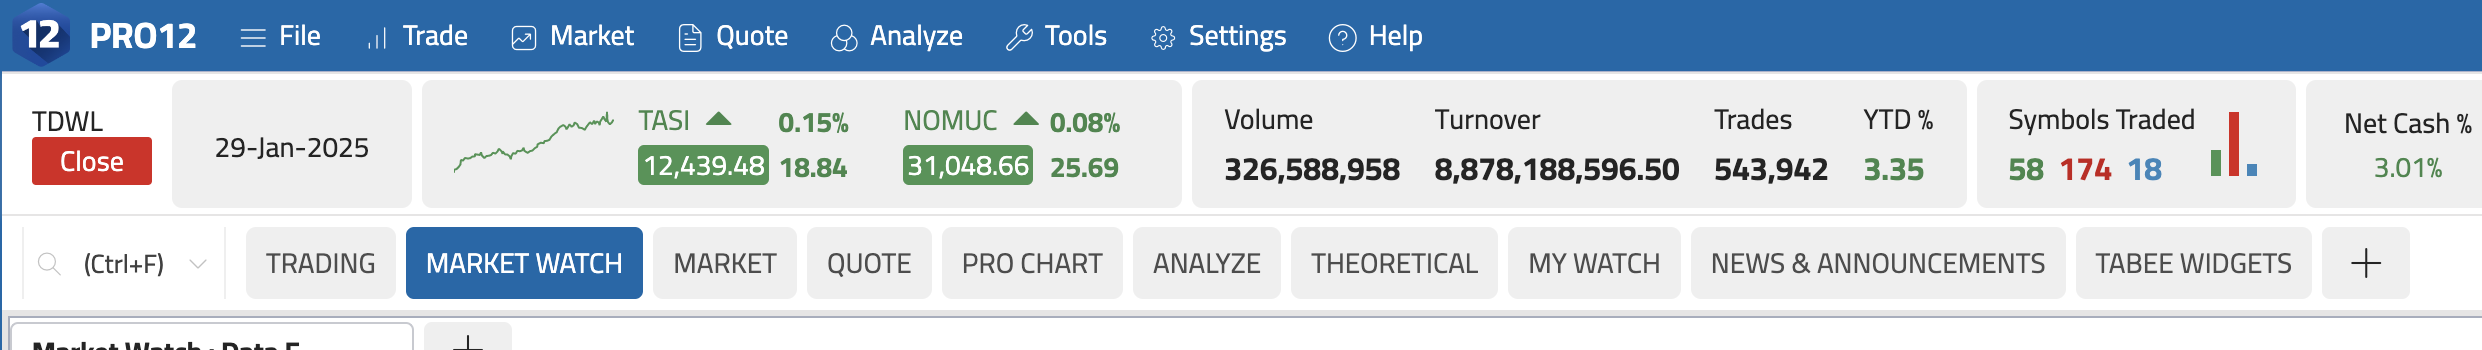 12 PRO12 File Trade Market Quote Analyze Tools Settings ? Help
TDWL
Close
29-Jan-2025
TASI 0.15%
12,439.48 18.84
NOMUC 0.08%
31,048.66 25.69
Volume
326,588,958
Turnover
8,878,188,596.50
Trades
543,942
YTD %
3.35
Symbols Traded
58 174 18
Net Cash %
3.01%
(Ctrl+F) TRADING MARKET WATCH MARKET QUOTE PRO CHART ANALYZE THEORETICAL MY WATCH NEWS & ANNOUNCEMENTS TABEE WIDGETS +
Market Watch : Data +